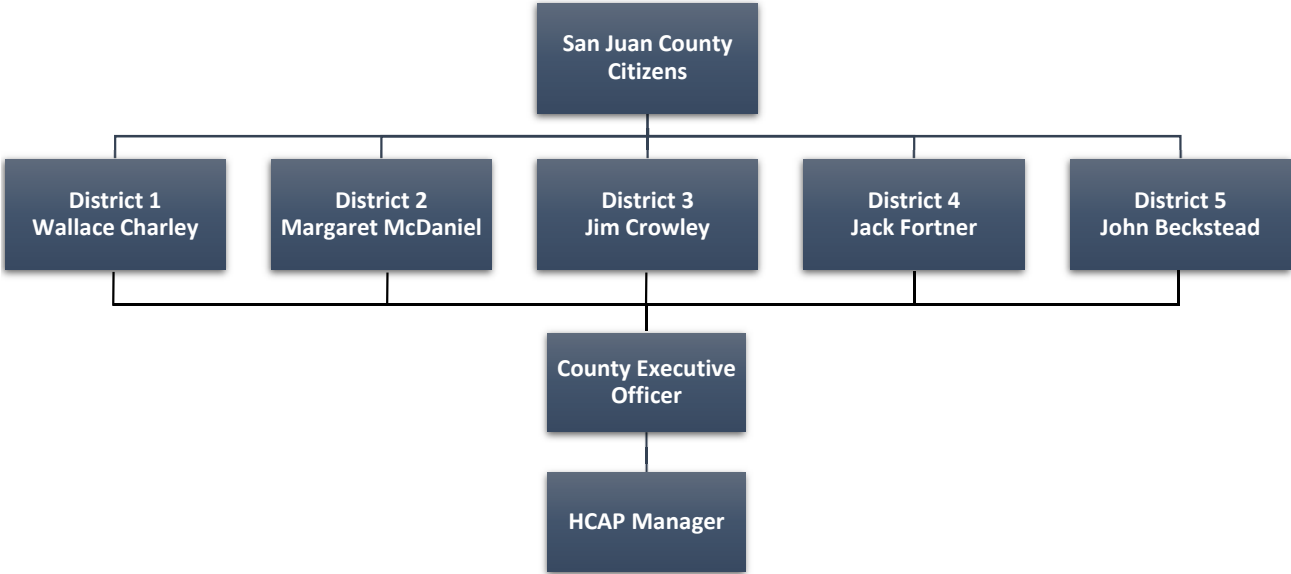 San Juan County
Citizens
District 1
Wallace Charley
District 2
Margaret McDaniel
District 3
Jim Crowley
District 4
Jack Fortner
District 5
John Beckstead
County Executive
Officer
HCAP Manager